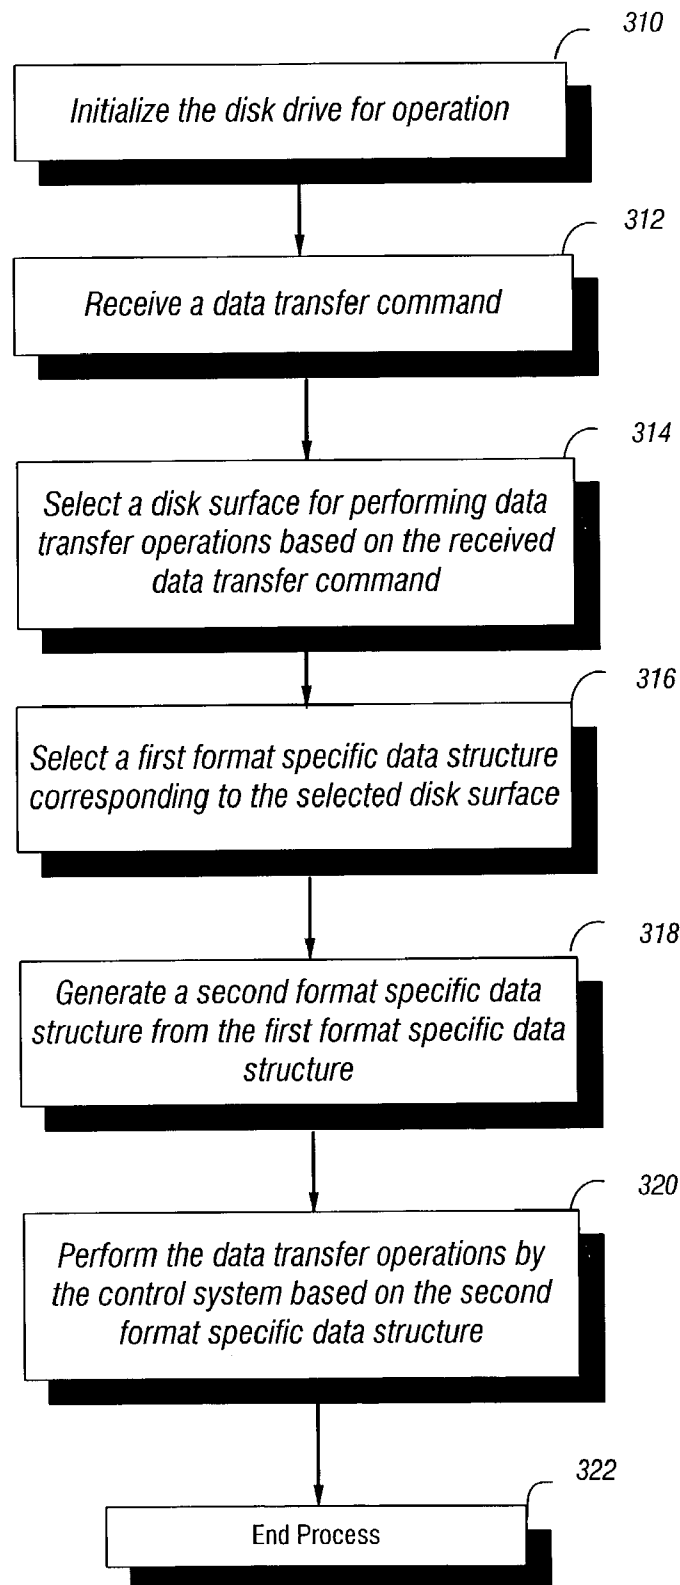 310
Initialize the disk drive for operation
312
Receive a data transfer command
314
Select a disk surface for performing data
transfer operations based on the received
data transfer command
316
Select a first format specific data structure
corresponding to the selected disk surface
318
Generate a second format specific data
structure from the first format specific data
structure
320
Perform the data transfer operations by
the control system based on the second
format specific data structure
322
End Process